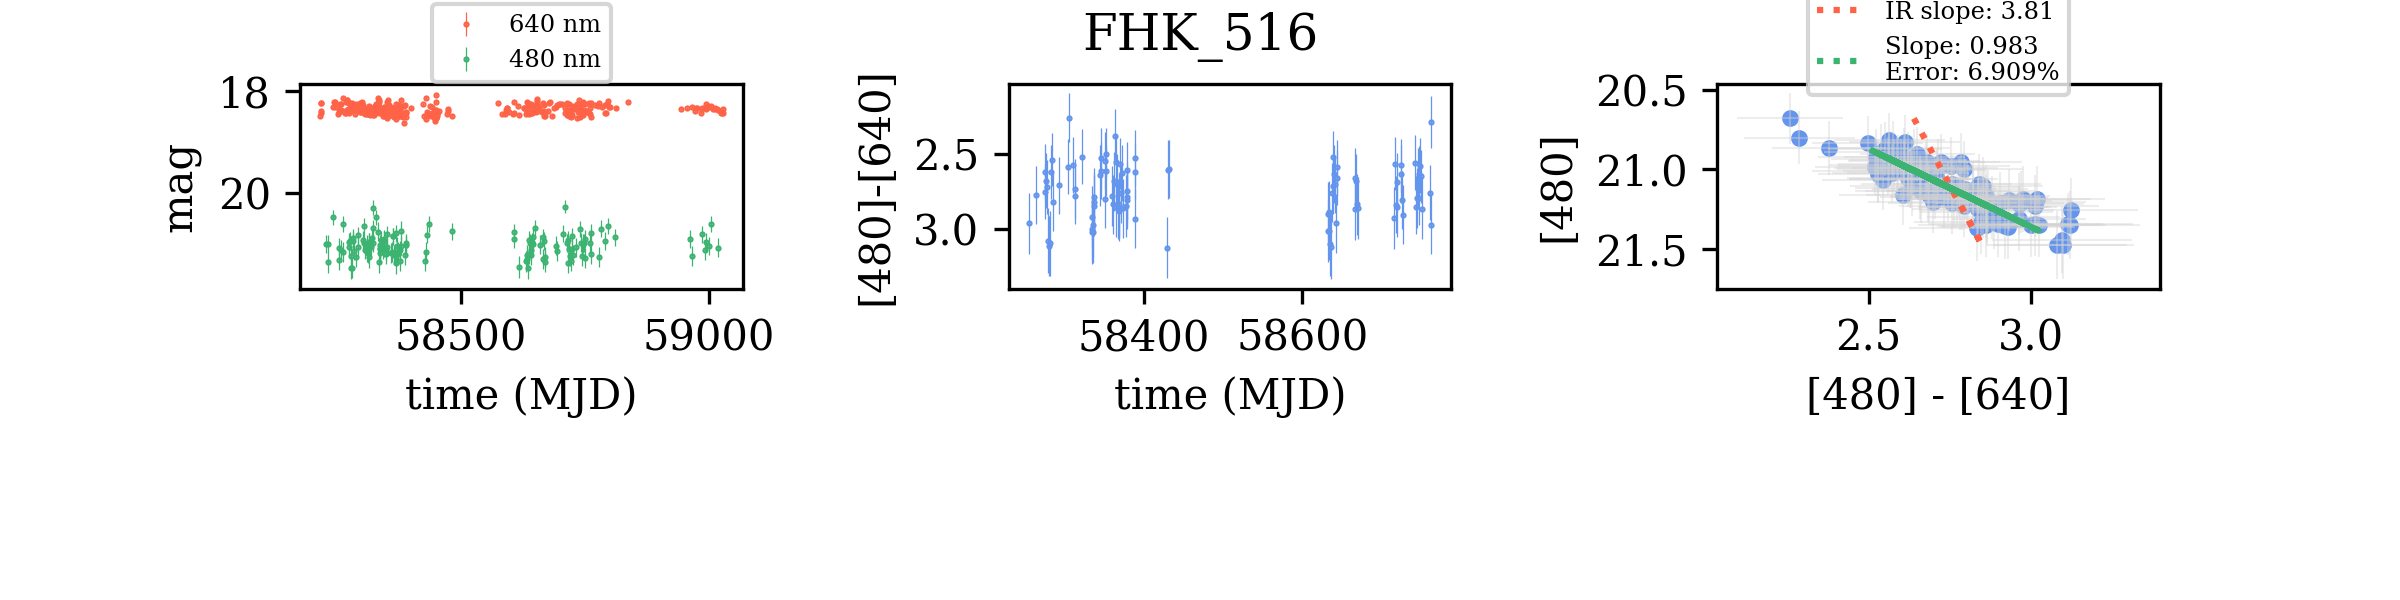 640 nm
480 nm
18
20
mag
58500
59000
time (MJD)
FHK_516
2.5
3.0
[480]-[640]
58400
58600
time (MJD)
IR slope: 3.81
Slope: 0.983
Error: 6.909%
20.5
21.0
21.5
[480]
2.5
3.0
[480] - [640]